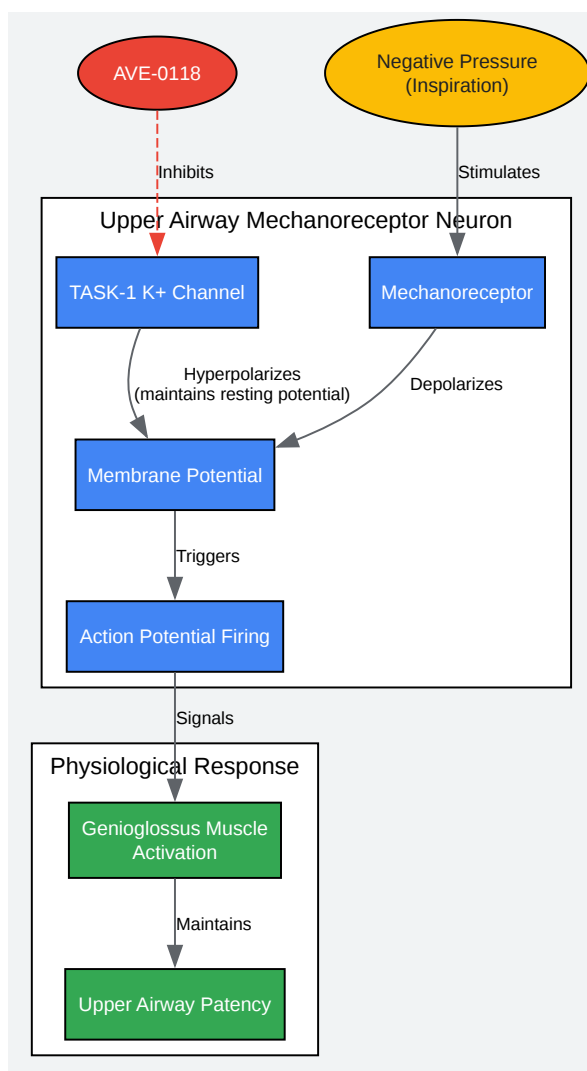 AVE-0118
Negative Pressure
(Inspiration)
Inhibits
Stimulates
Upper Airway Mechanoreceptor Neuron
TASK-1 K+ Channel
Mechanoreceptor
Hyperpolarizes
(maintains resting potential)
Depolarizes
Membrane Potential
Triggers
Action Potential Firing
Signals
Physiological Response
Genioglossus Muscle
Activation
Maintains
Upper Airway Patency